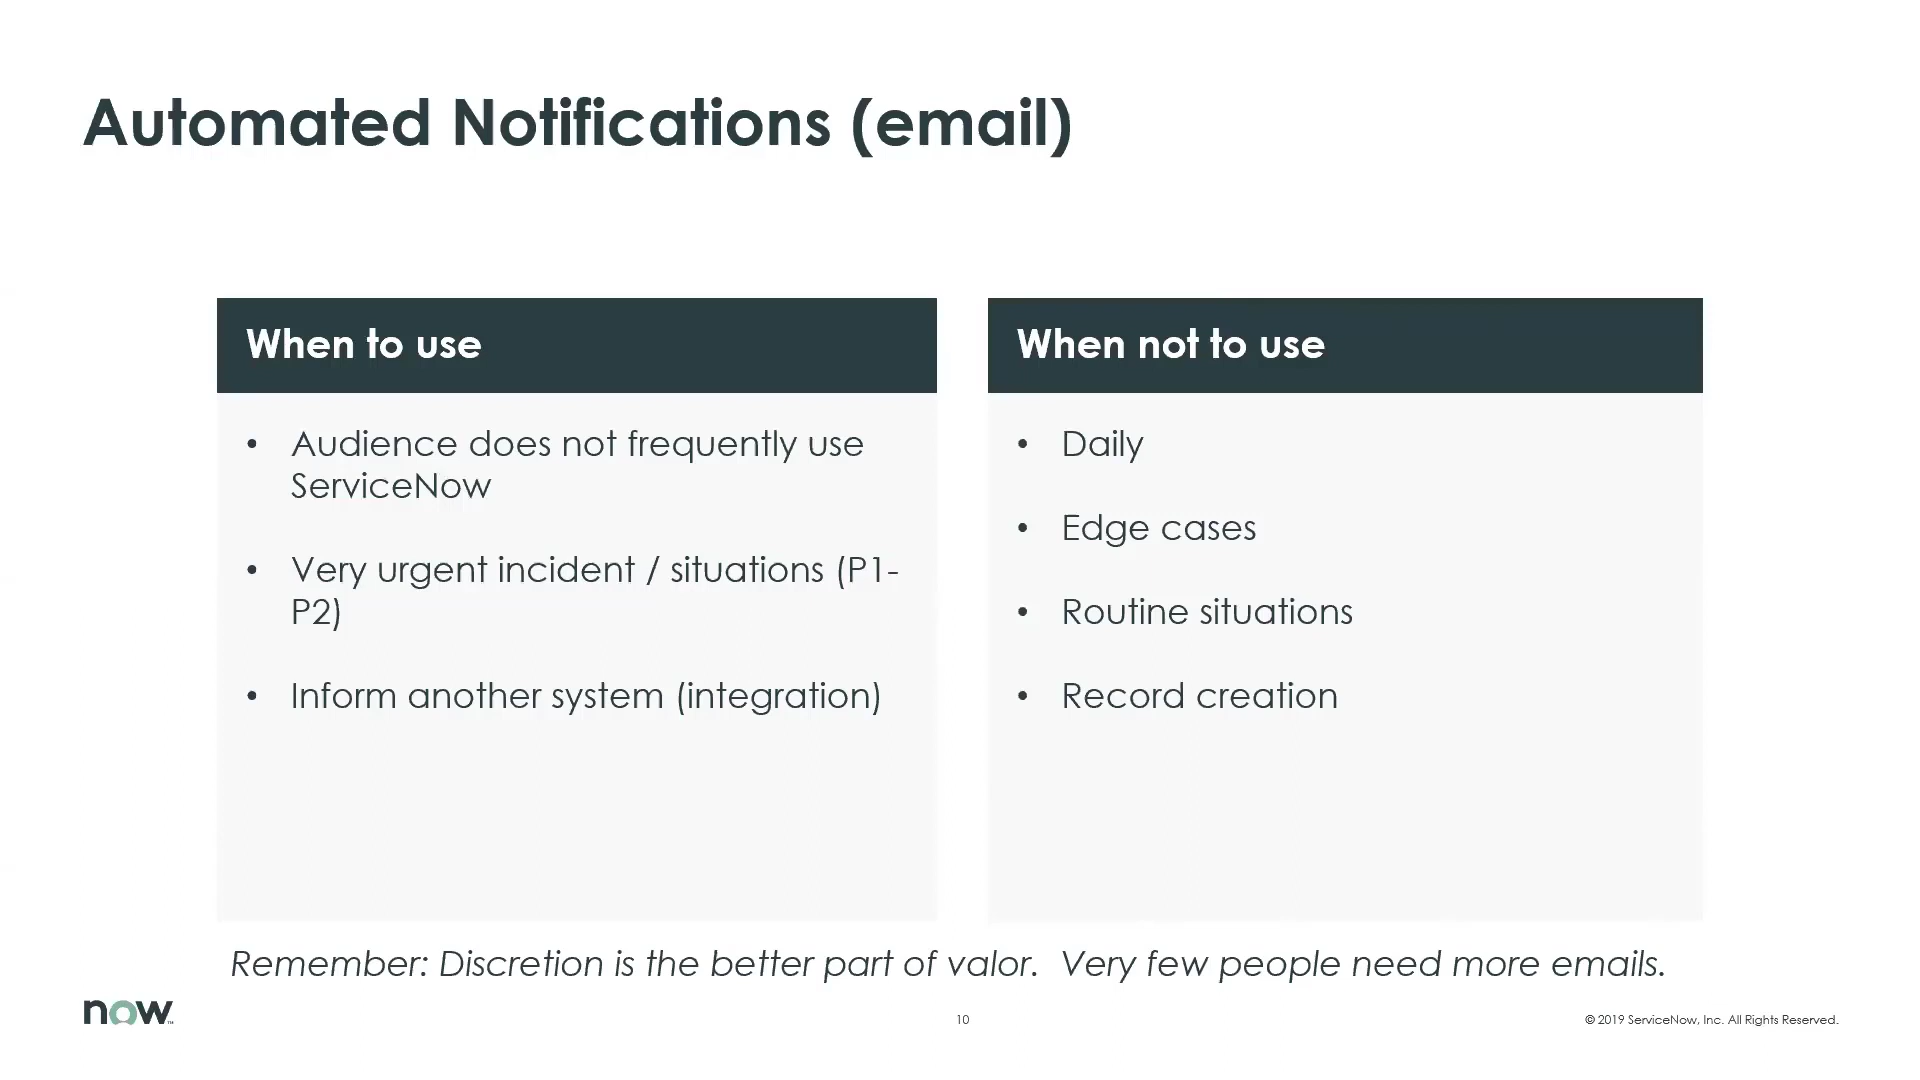 Automated Notifications (email)
When to use
• Audience does not frequently use
ServiceNow
• Very urgent incident / situations (P1-
P2)
• Inform another system (integration)
When not to use
• Daily
• Edge cases
• Routine situations
• Record creation
Remember: Discretion is the better part of valor. Very few people need more emails.
now™
10
© 2019 ServiceNow, Inc. All Rights Reserved.